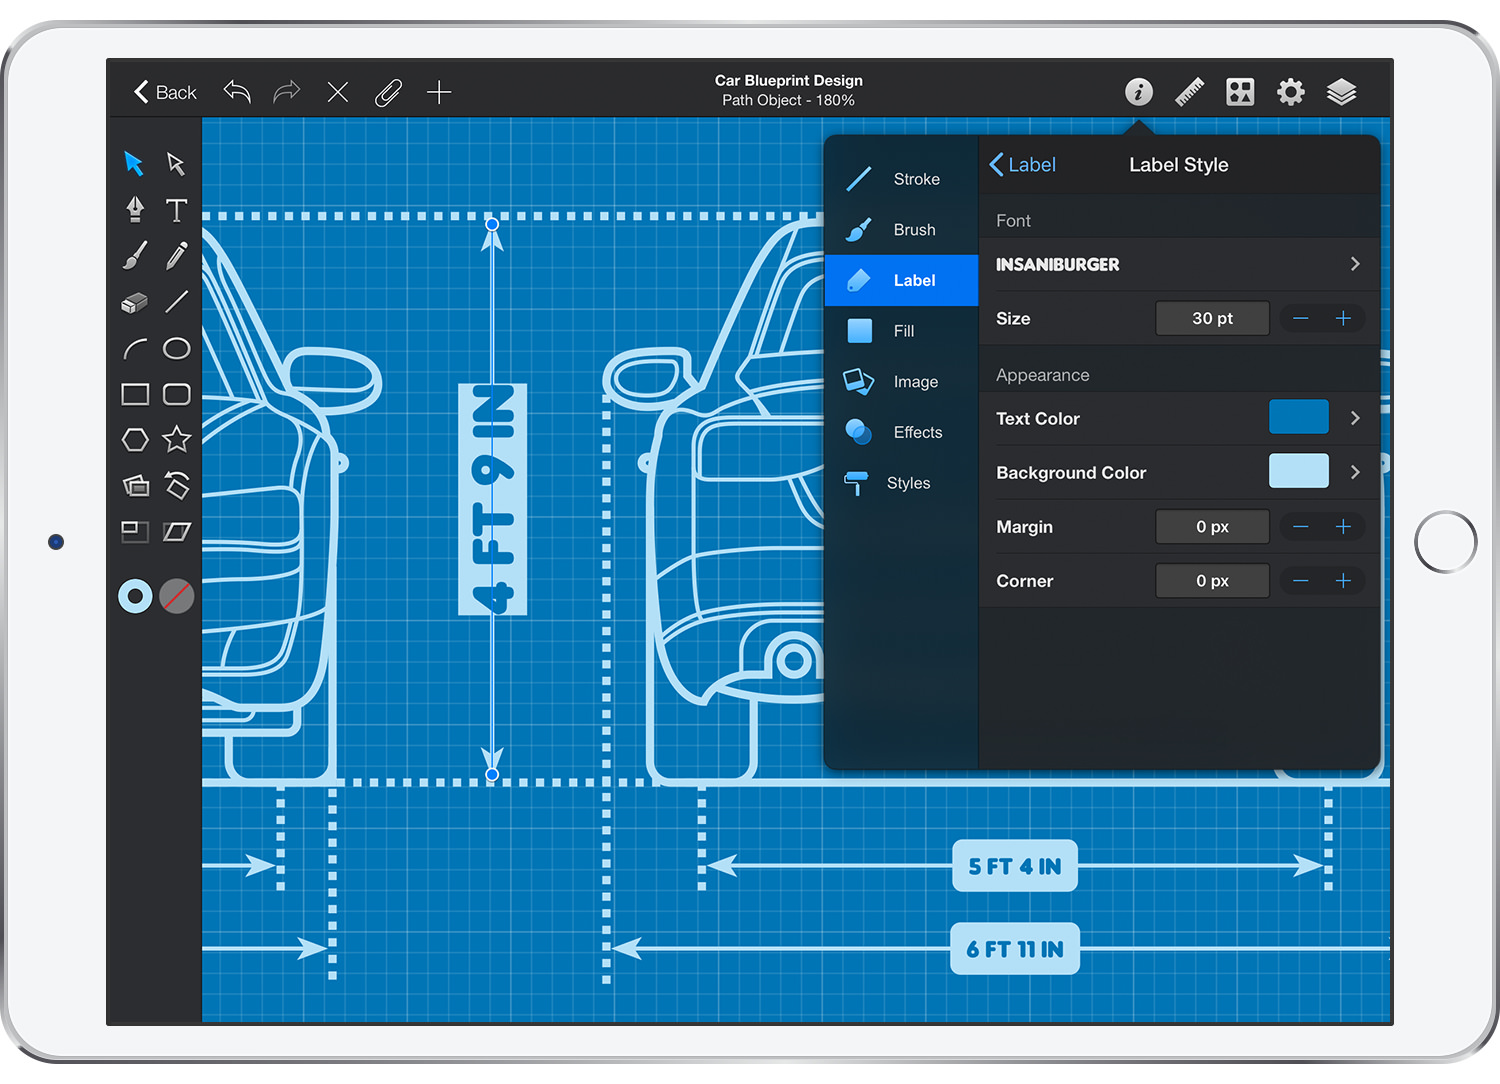 Back
Car Blueprint Design
Path Object - 180%
Stroke
Brush
Label
Fill
Image
Effects
Styles
Label
Label Style
Font
INSANIBURGER
Size
30 pt
Appearance
Text Color
Background Color
Margin
0 px
Corner
0 px
4 FT 9 IN
5 FT 4 IN
6 FT 11 IN